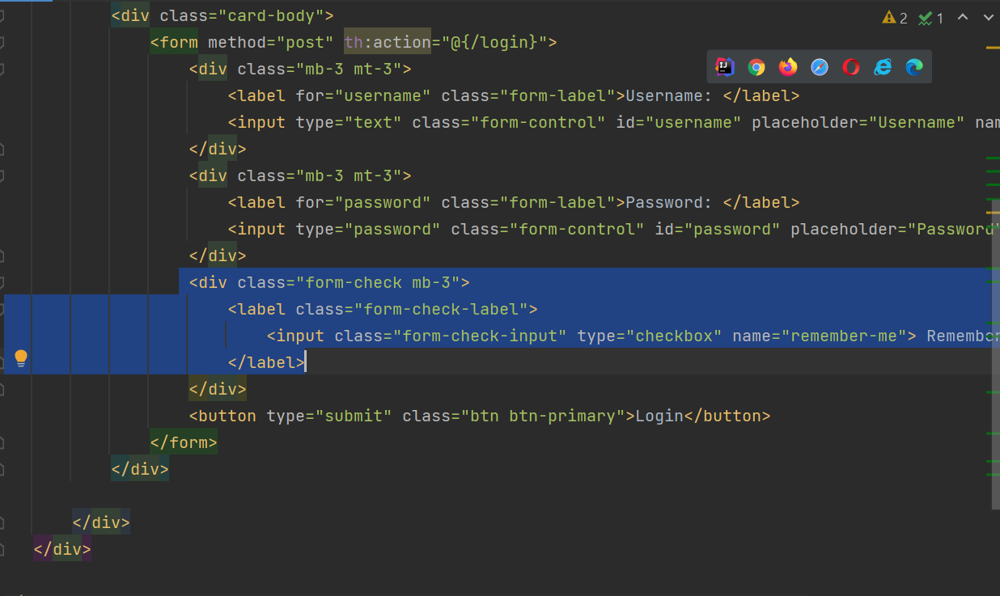 <div class="card-body">
2 1
<form method="post" th:action="@{/login}">
<div class="mb-3 mt-3">
IJ
<label for="username" class="form-label">Username: </label>
<input type="text" class="form-control" id="username" placeholder="Username" nam
</div>
<div class="mb-3 mt-3">
<label for="password" class="form-label">Password: </label>
<input type="password" class="form-control" id="password" placeholder="Password"
</div>
<div class="form-check mb-3">
<label class="form-check-label">
<input class="form-check-input" type="checkbox" name="remember-me"> Remember
</label>
</div>
<button type="submit" class="btn btn-primary">Login</button>
</form>
</div>
</div>
</div>